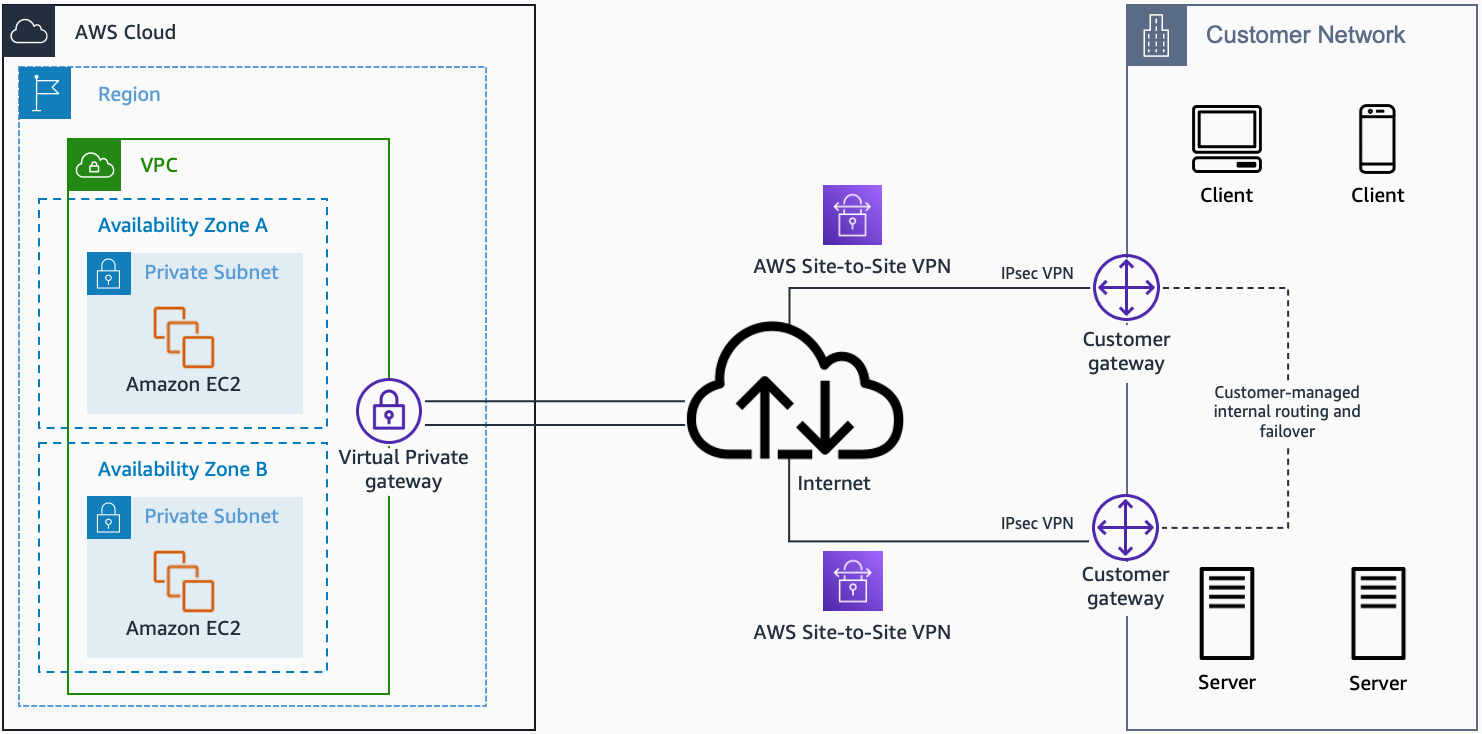 AWS Cloud
Region
VPC
Availability Zone A
Private Subnet
Amazon EC2
Availability Zone B
Private Subnet
Amazon EC2
Virtual Private
gateway
AWS Site-to-Site VPN
IPsec VPN
Internet
IPsec VPN
AWS Site-to-Site VPN
Customer Network
Client
Client
Customer
gateway
Customer-managed
internal routing and
failover
Customer
gateway
Server
Server